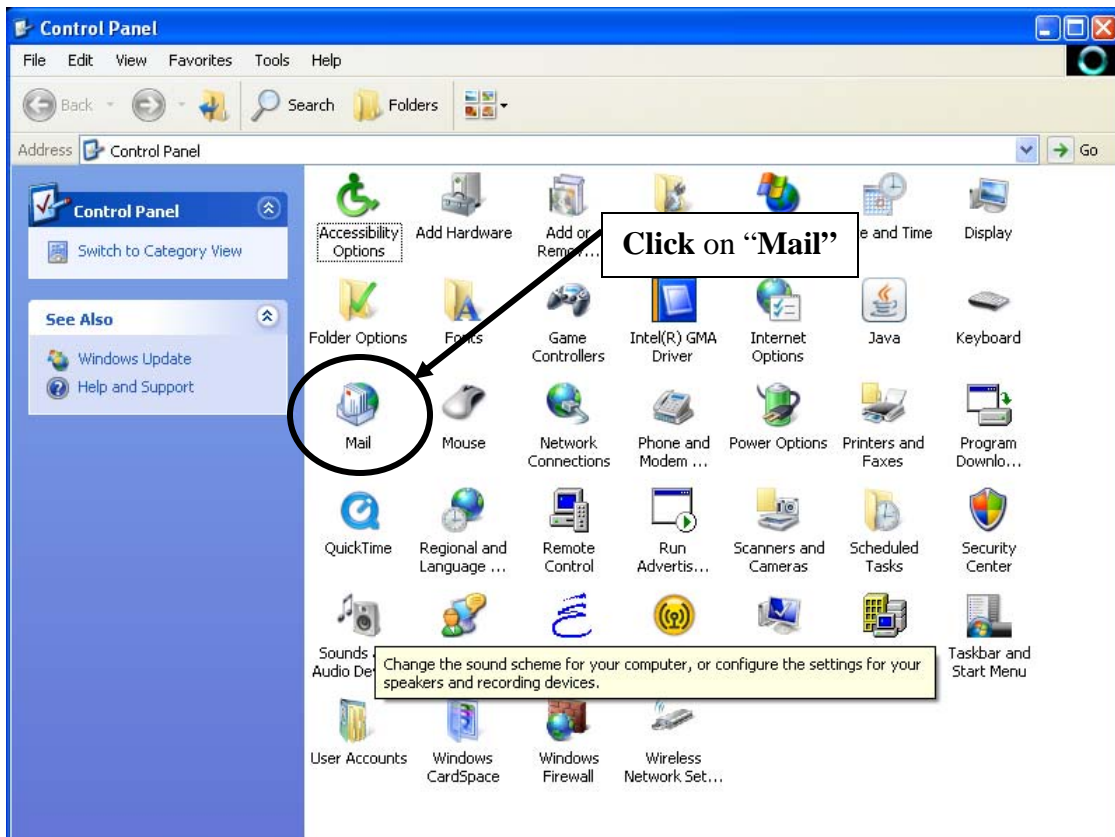 Control Panel
File Edit View Favorites Tools Help
Back Search Folders
Address Control Panel Go
Control Panel
Switch to Category View
See Also
Windows Update
Help and Support
Accessibility Options
Add Hardware
Add or
Click on “Mail”
and Time
Display
Folder Options
Fonts
Game Controllers
Intel(R) GMA Driver
Internet Options
Java
Keyboard
Mail
Mouse
Network Connections
Phone and Modem ...
Power Options
Printers and Faxes
Program Downlo...
QuickTime
Regional and Language ...
Remote Control
Run Advertis...
Scanners and Cameras
Scheduled Tasks
Security Center
Sounds
Audio
Change the sound scheme for your computer, or configure the settings for your
speakers and recording devices.
Taskbar and Start Menu
User Accounts
Windows CardSpace
Windows Firewall
Wireless Network Set...